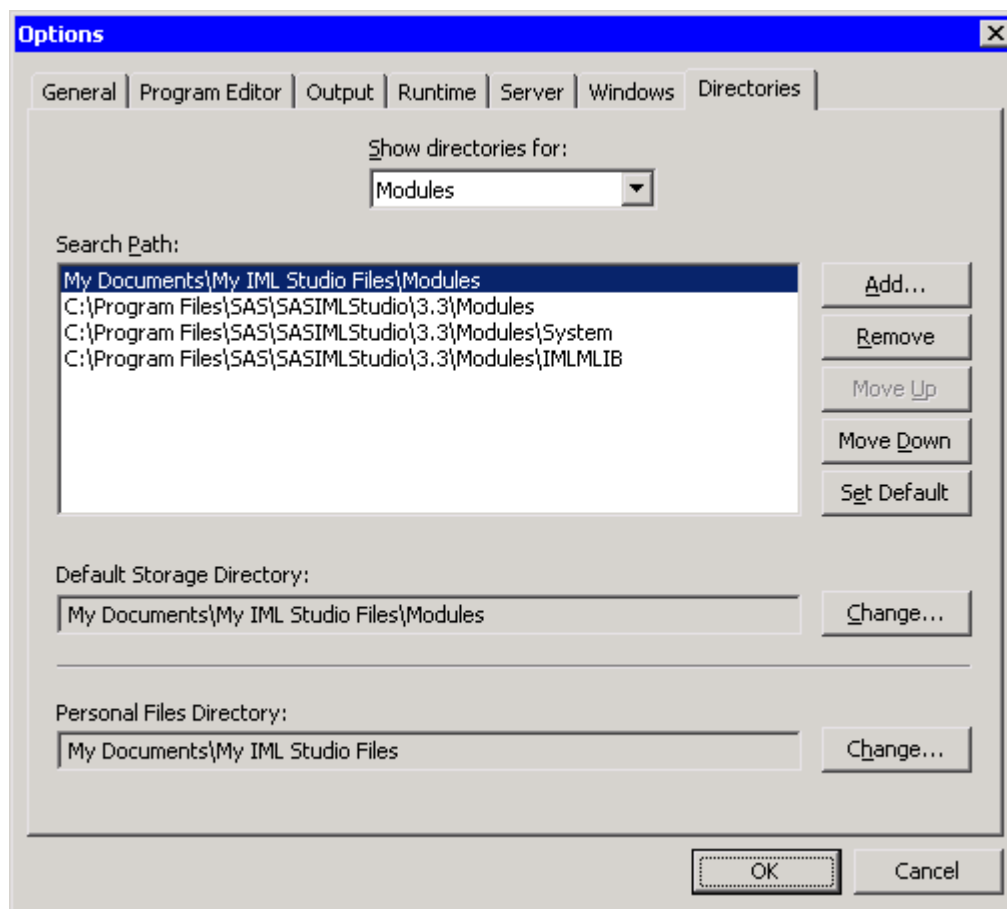 Options
General Program Editor Output Runtime Server Windows Directories
Show directories for:
Modules
Search Path:
My Documents\My IML Studio Files\Modules
C:\Program Files\SAS\SASIMLStudio\3.3\Modules
C:\Program Files\SAS\SASIMLStudio\3.3\Modules\System
C:\Program Files\SAS\SASIMLStudio\3.3\Modules\IMLMLIB
Add...
Remove
Move Up
Move Down
Set Default
Default Storage Directory:
My Documents\My IML Studio Files\Modules
Change...
Personal Files Directory:
My Documents\My IML Studio Files
Change...
OK Cancel